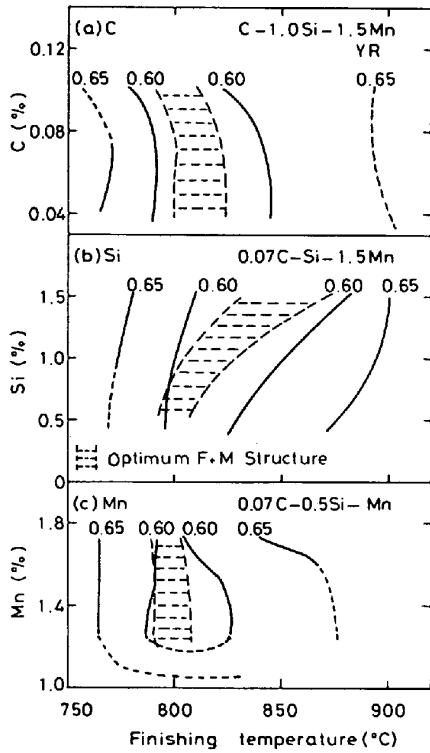 (a) C C-1.0Si-1.5Mn
YR
0.65 0.60 0.60 0.65
0.12
0.08
0.04
C (%)
(b) Si 0.07C-Si-1.5Mn
0.65 0.60 0.60 0.65
1.5
1.0
0.5
0
Si (%)
Optimum F+M Structure
(c) Mn 0.07C-0.5Si-Mn
0.65 0.60 0.60 0.65
1.8
1.4
1.0
Mn (%)
750 800 850 900
Finishing temperature (°C)